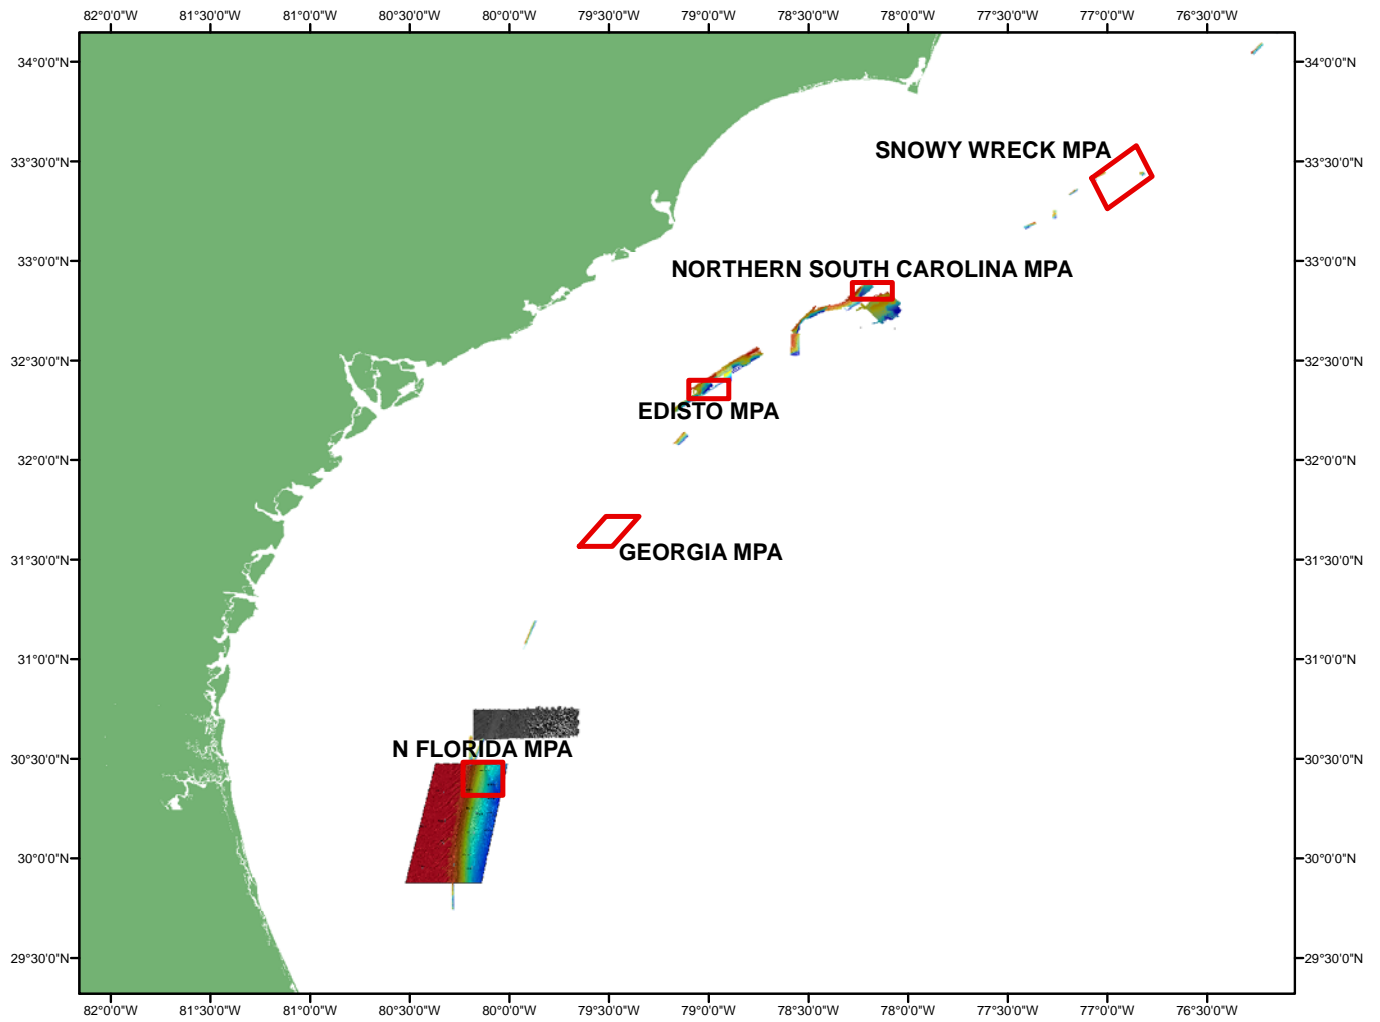 82°0'0"W 81°30'0"W 81°0'0"W 80°30'0"W 80°0'0"W 79°30'0"W 79°0'0"W 78°30'0"W 78°0'0"W 77°30'0"W 77°0'0"W 76°30'0"W
34°0'0"N 34°0'0"N
SNOWY WRECK MPA
33°30'0"N 33°30'0"N
33°0'0"N 33°0'0"N
NORTHERN SOUTH CAROLINA MPA
32°30'0"N 32°30'0"N
EDISTO MPA
32°0'0"N 32°0'0"N
GEORGIA MPA
31°30'0"N 31°30'0"N
31°0'0"N 31°0'0"N
N FLORIDA MPA
30°30'0"N 30°30'0"N
30°0'0"N 30°0'0"N
29°30'0"N 29°30'0"N
82°0'0"W 81°30'0"W 81°0'0"W 80°30'0"W 80°0'0"W 79°30'0"W 79°0'0"W 78°30'0"W 78°0'0"W 77°30'0"W 77°0'0"W 76°30'0"W